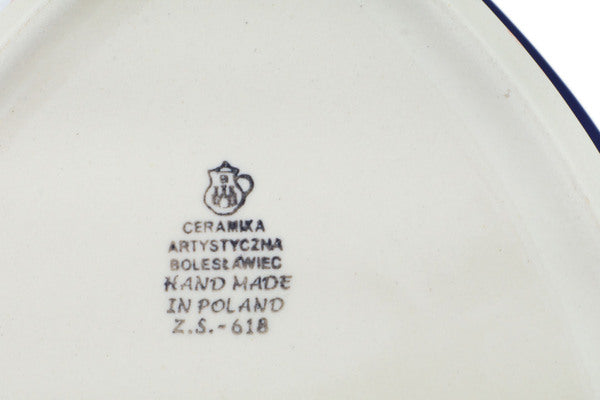 CERAMIKA
ARTYSTYCZNA
BOLESŁAWIEC
HAND MADE
IN POLAND
Z.S.-618